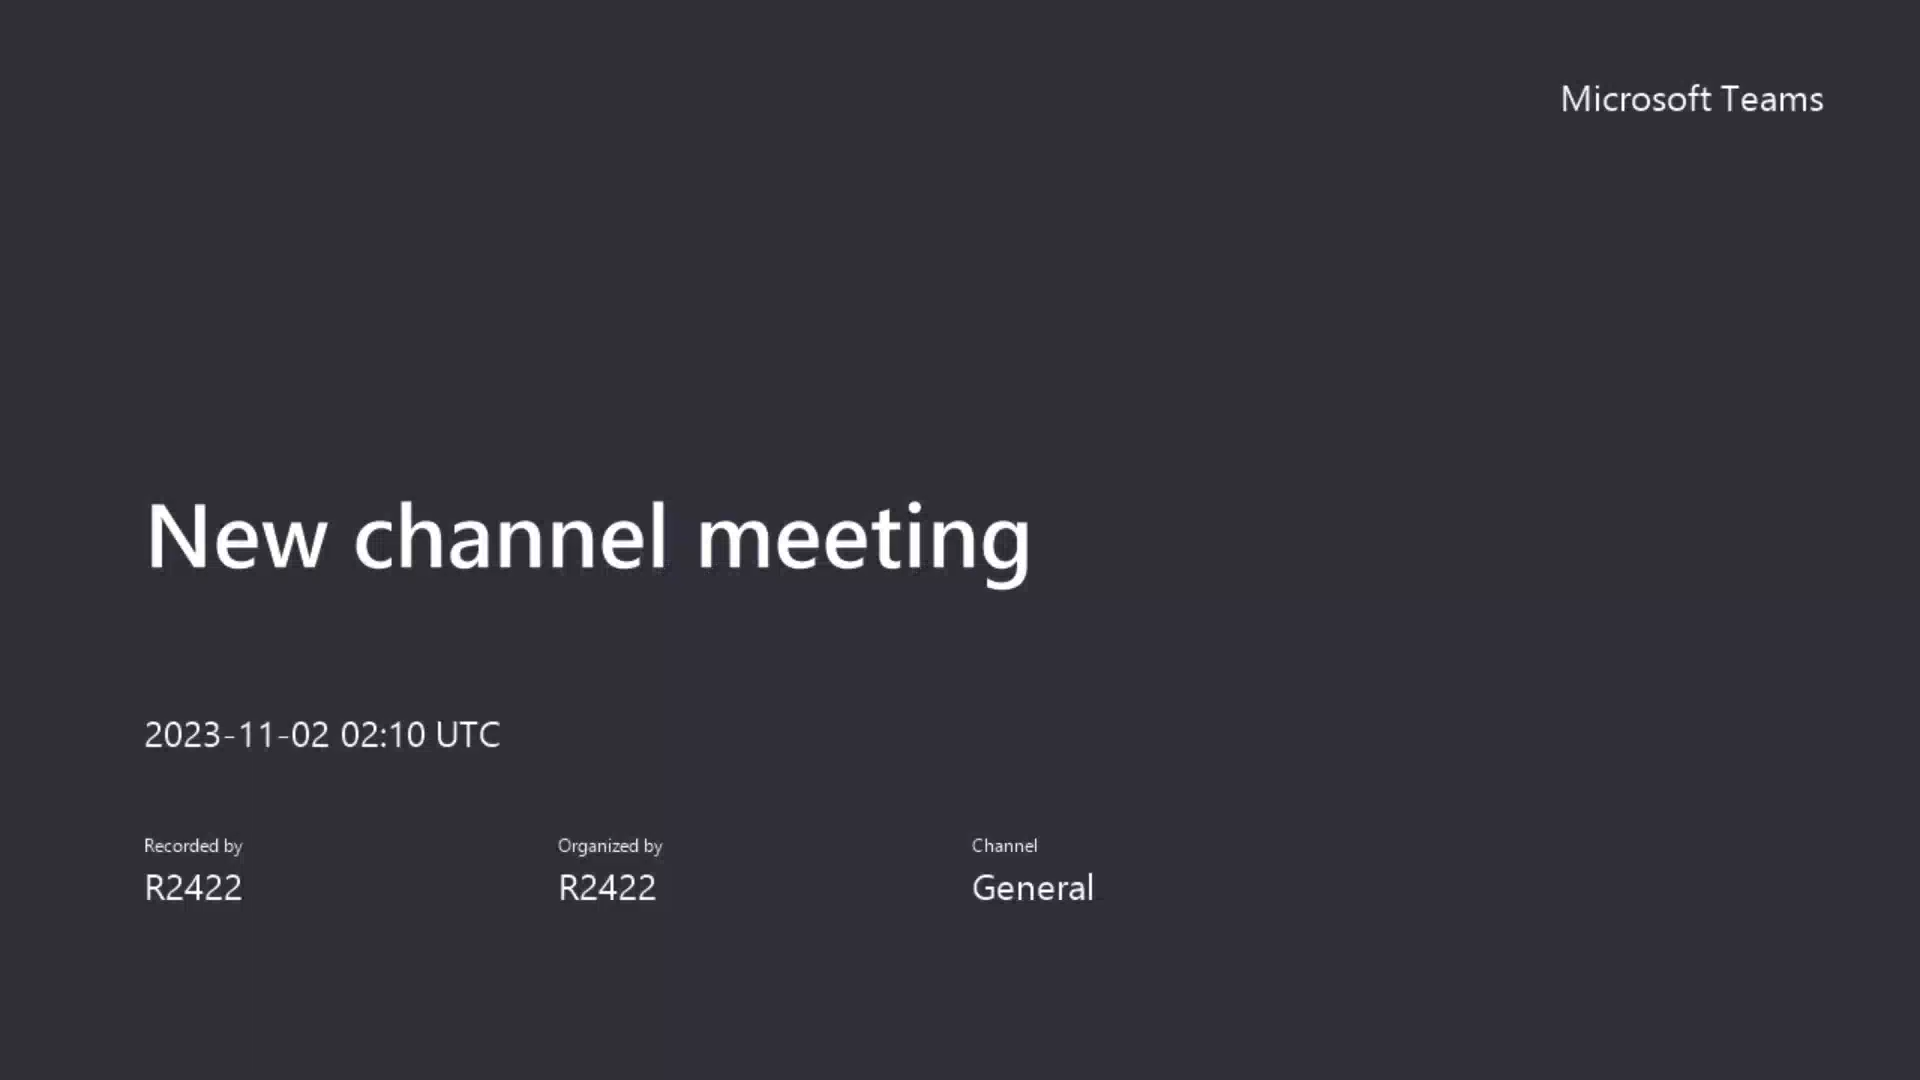 Microsoft Teams
New channel meeting
2023-11-02 02:10 UTC
Recorded by
R2422
Organized by
R2422
Channel
General